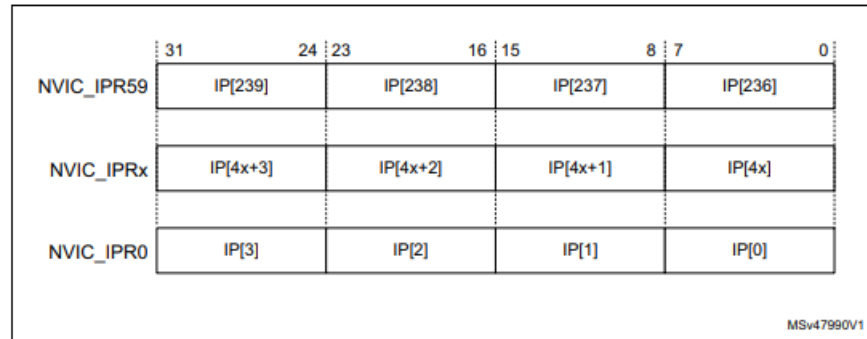 31 24 23 16 15 8 7 0
NVIC_IPR59 IP[239] IP[238] IP[237] IP[236]
NVIC_IPRx IP[4x+3] IP[4x+2] IP[4x+1] IP[4x]
NVIC_IPR0 IP[3] IP[2] IP[1] IP[0]
MSv47990V1